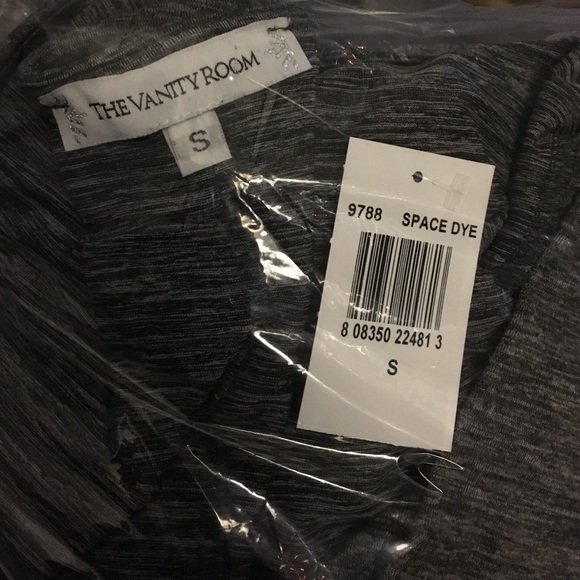 THE VANITY ROOM
S
9788 SPACE DYE
8 08350 22481 3
S